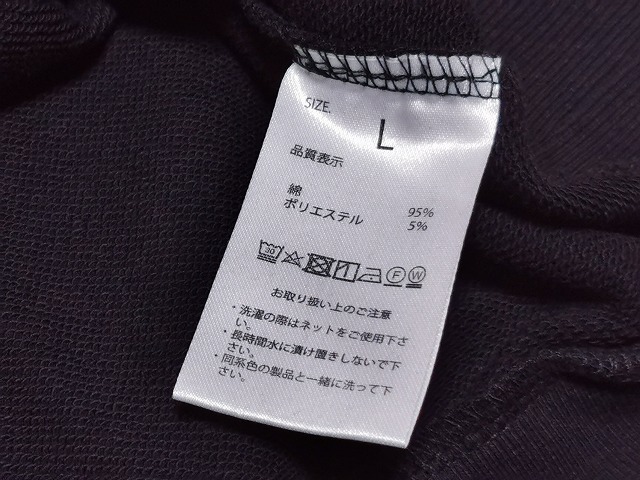 SIZE.
L
品質表示
綿 95%
ポリエステル 5%
30 F W
お取り扱い上のご注意
・洗濯の際はネットをご使用下さ
い。
・長時間水に漬け置きしないで下
さい。
・同系色の製品と一緒に洗って下
さい。